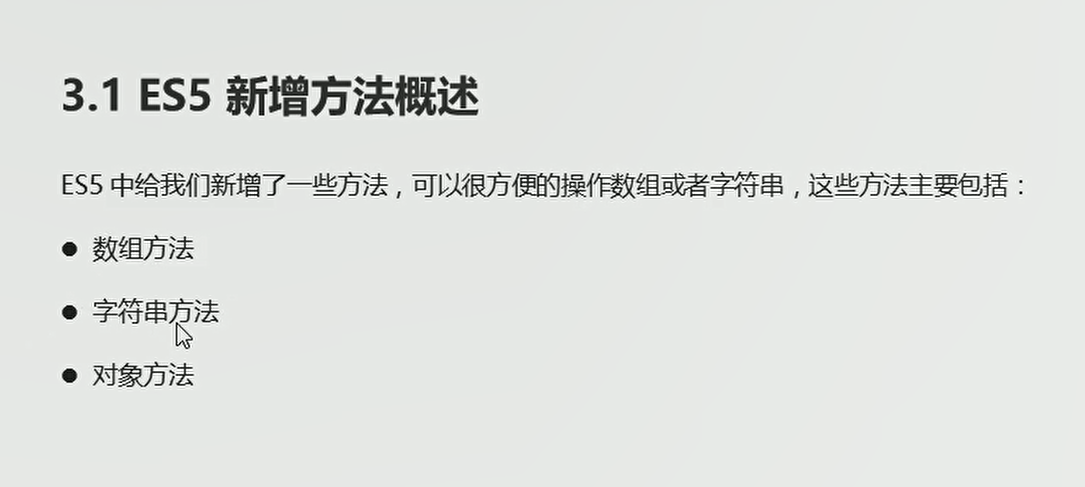 3.1 ES5 新增方法概述
ES5 中给我们新增了一些方法，可以很方便的操作数组或者字符串，这些方法主要包括：
● 数组方法
● 字符串方法
● 对象方法